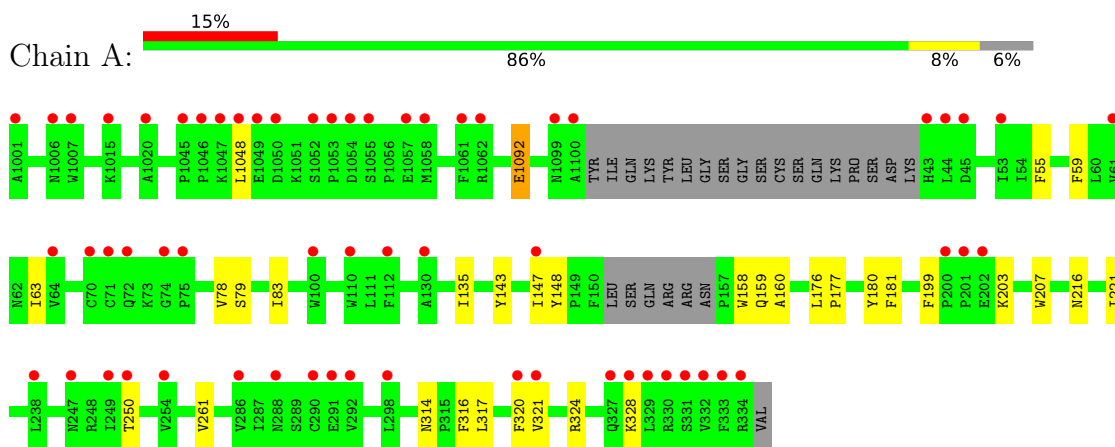 15%
Chain A:
86% 8% 6%
A1001 N1006 W1007 K1015 A1020 P1045 P1046 K1047 L1048 E1049 D1050 K1051 S1052 P1053 D1054 S1055 P1056 E1057 M1058 F1061 R1062 E1092 N1099 A1100 TYR ILE GLN LYS TYR LEU GLY SER GLY SER CYS SER GLN LYS PRO SER ASP LYS H43 L44 D45 I53 I54 F55 F59 L60 V61
N62 I63 V64 C70 C71 Q72 K73 G74 P75 V78 S79 I83 W100 W110 L111 F112 A130 I135 Y143 I147 Y148 P149 F150 LEU SER GLN ARG ARG ASN P157 W158 Q159 A160 L176 P177 Y180 F181 F199 P200 P201 E202 K203 W207 N216
L238 N247 R248 I249 T250 V254 V261 V286 I287 N288 S289 C290 E291 V292 L298 N314 P315 F316 L317 F320 V321 R324 Q327 K328 L329 R330 S331 V332 F333 R334 VAL